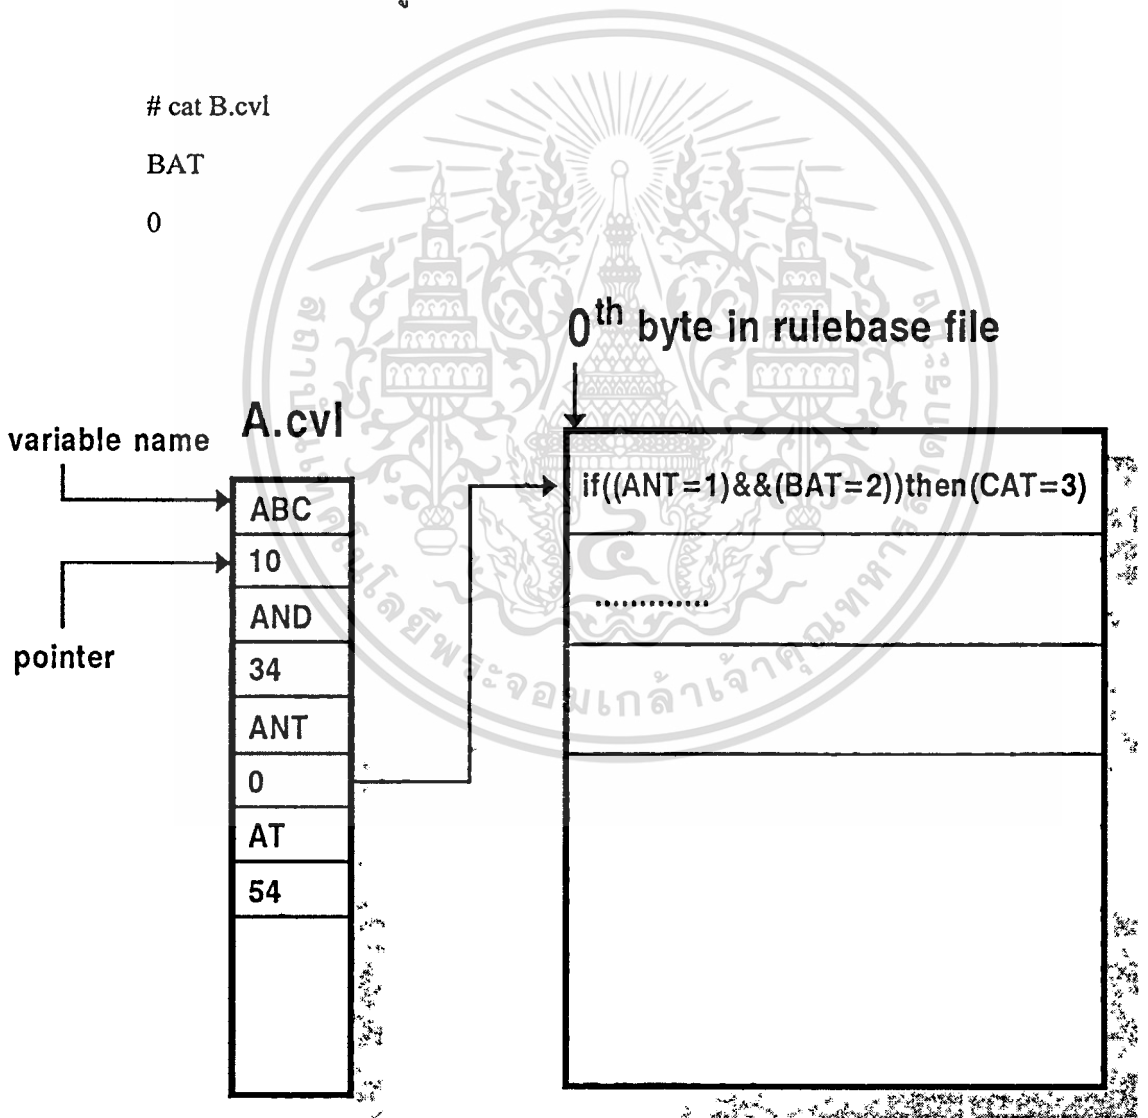 # cat B.cvl
BAT
0
0th byte in rulebase file
A.cvl
variable name
pointer
ABC
10
AND
34
ANT
0
AT
54
if((ANT=1)&&(BAT=2))then(CAT=3)
.............